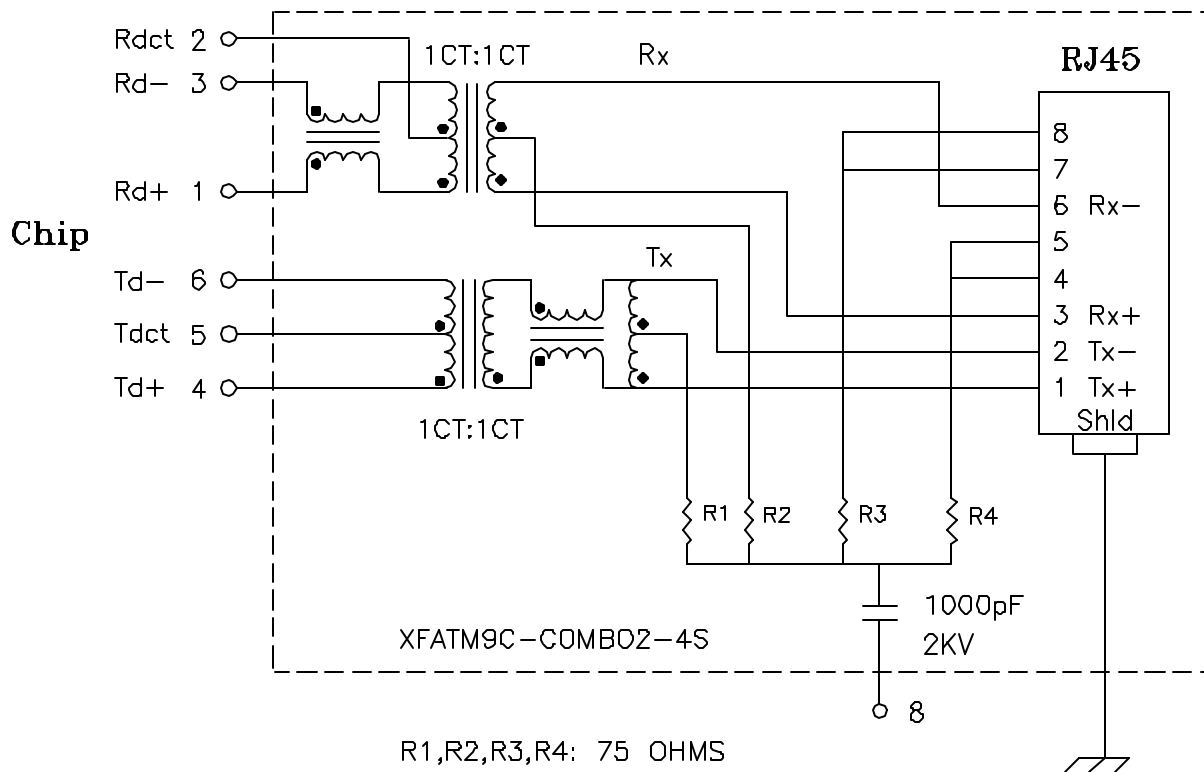 Rdct 2
1CT:1CT
Rx
Rd- 3
RJ45
8
7
Rd+ 1
6 Rx-
Chip
5
Tx
Td- 6
4
3 Rx+
Tdct 5
2 Tx-
Td+ 4
1 Tx+
Shld
1CT:1CT
R1
R2
R3
R4
1000pF
2KV
XFATM9C-COMBO2-4S
8
R1,R2,R3,R4: 75 OHMS